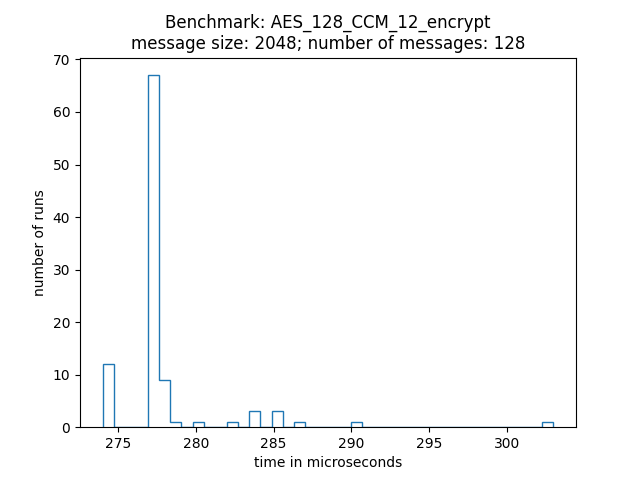 Benchmark: AES_128_CCM_12_encrypt
message size: 2048; number of messages: 128
70
60
50
40
30
20
10
0
number of runs
275 280 285 290 295 300
time in microseconds